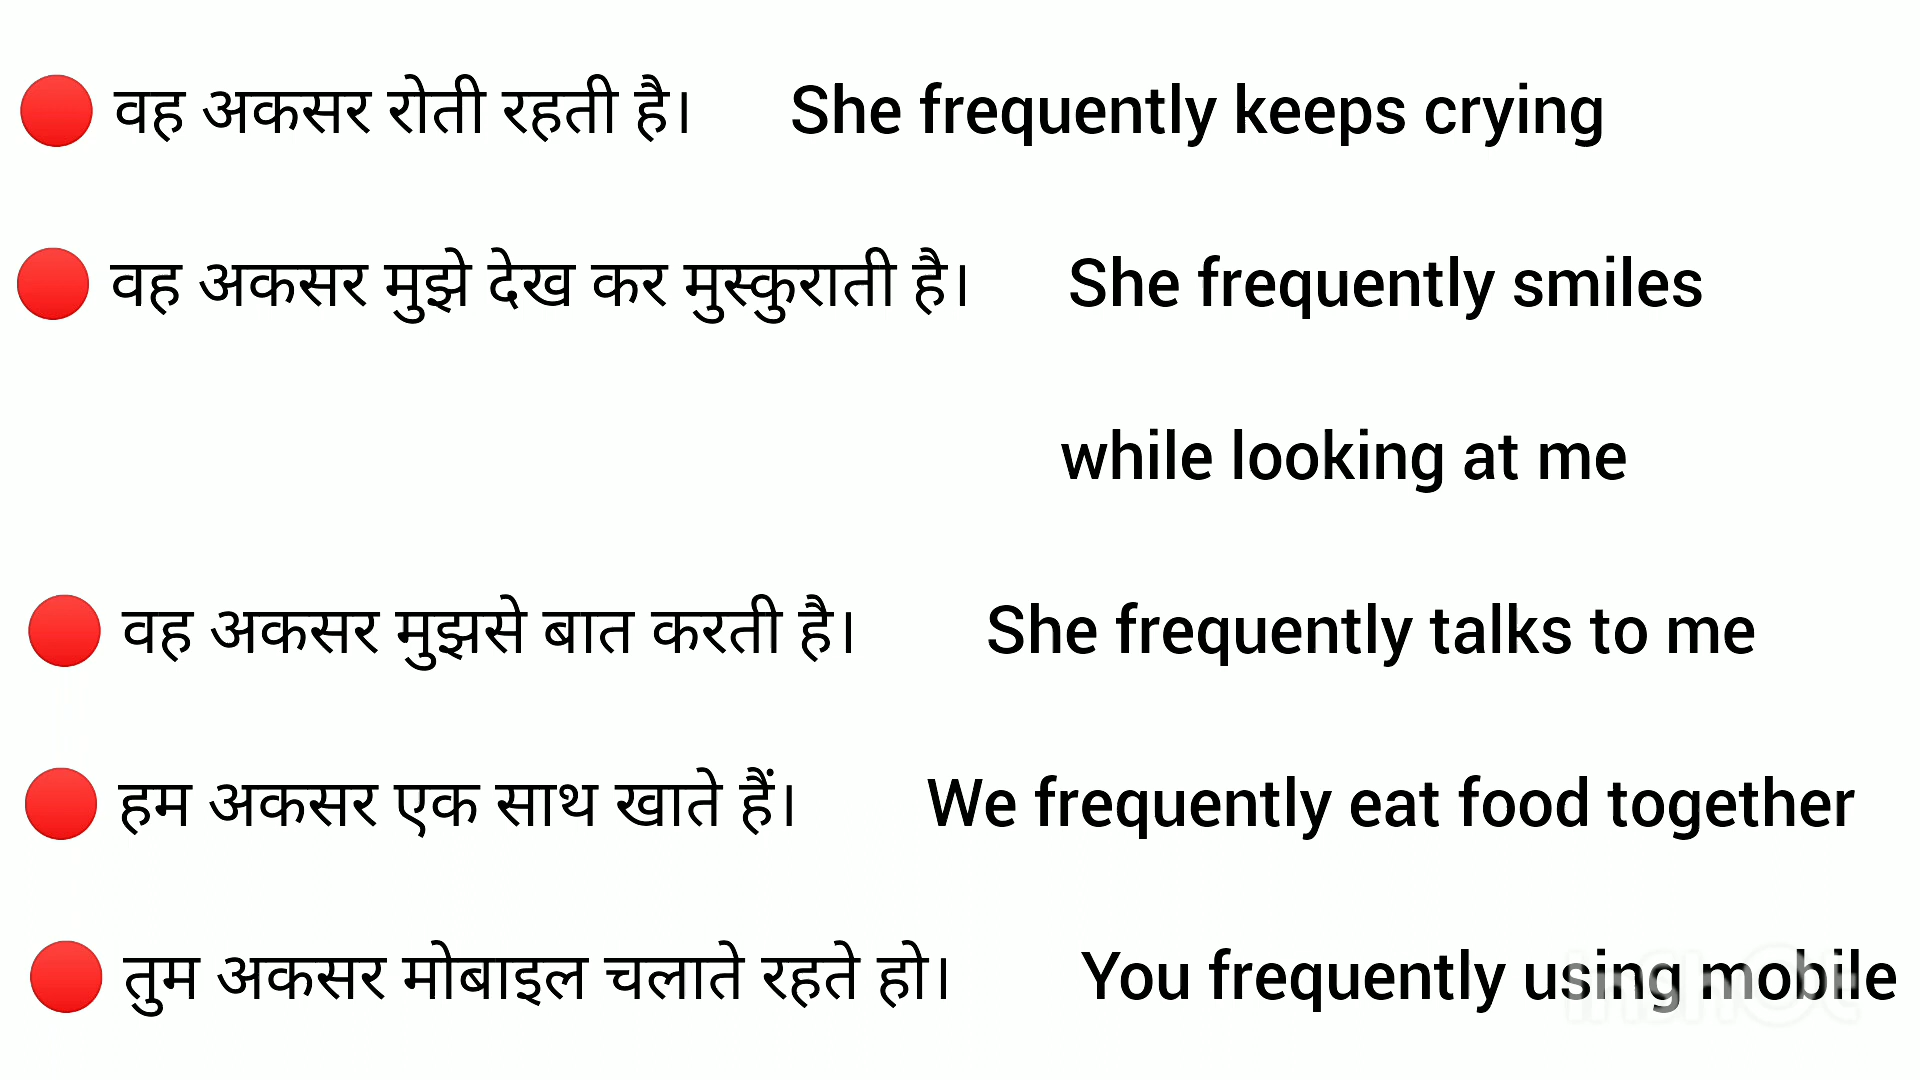 वह अकसर रोती रहती है। She frequently keeps crying
वह अकसर मुझे देख कर मुस्कुराती है। She frequently smiles
while looking at me
वह अकसर मुझसे बात करती है। She frequently talks to me
हम अकसर एक साथ खाते हैं। We frequently eat food together
तुम अकसर मोबाइल चलाते रहते हो। You frequently using mobile
InShOt